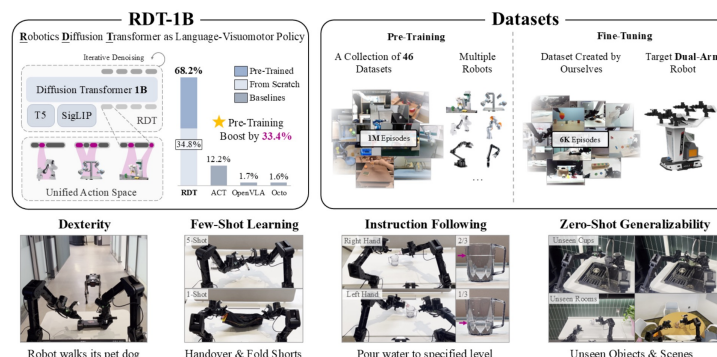 RDT-1B
Robotics Diffusion Transformer as Language-Visuomotor Policy
Iterative Denoising
Diffusion Transformer 1B
T5
SigLIP
RDT
Unified Action Space
68.2%
34.8%
12.2%
1.7%
1.6%
RDT
ACT
OpenVLA
Octo
Pre-Trained
From Scratch
Baselines
Pre-Training
Boost by 33.4%
Datasets
Pre-Training
A Collection of 46
Datasets
Multiple
Robots
1M Episodes
...
Fine-Tuning
Dataset Created by
Ourselves
Target Dual-Arm
Robot
6K Episodes
Dexterity
Robot walks its pet dog
Few-Shot Learning
5-Shot
1-Shot
Handover & Fold Shorts
Instruction Following
Right Hand
2/3
Left Hand
1/3
Pour water to specified level
Zero-Shot Generalizability
Unseen Cups
Unseen Rooms
Unseen Objects & Scenes